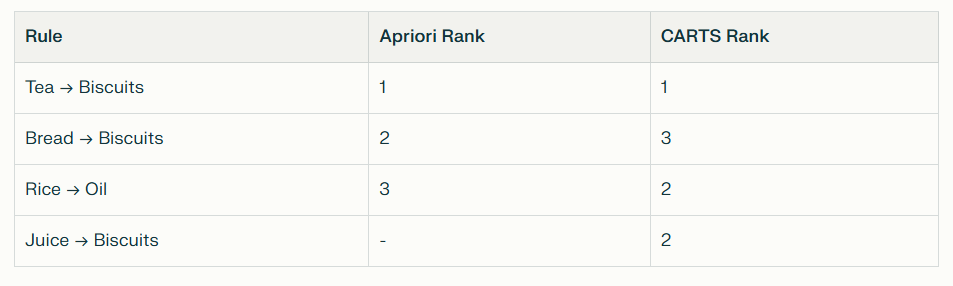 Rule Apriori Rank CARTS Rank
Tea → Biscuits 1 1
Bread → Biscuits 2 3
Rice → Oil 3 2
Juice → Biscuits - 2